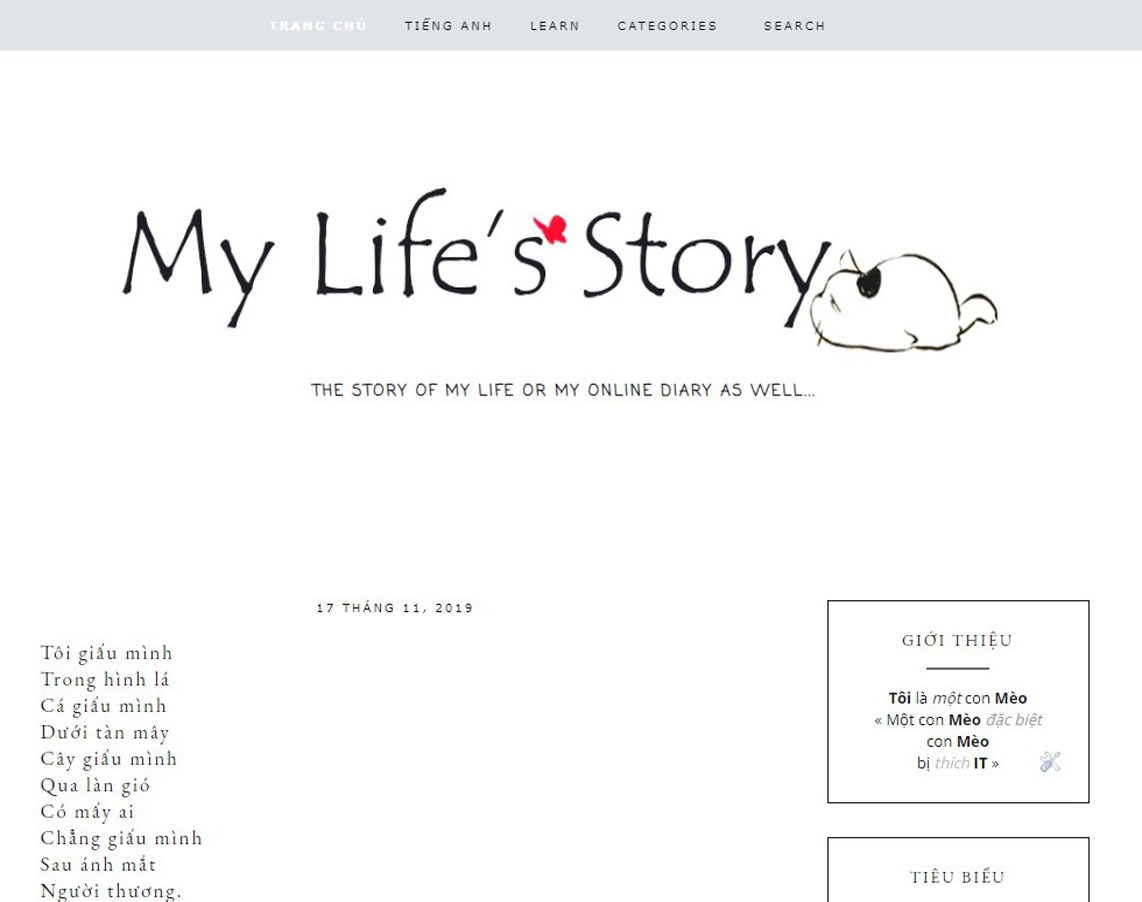 TRANG CHỦ TIẾNG ANH LEARN CATEGORIES SEARCH
My Life's Story
THE STORY OF MY LIFE OR MY ONLINE DIARY AS WELL...
17 THÁNG 11, 2019
Tôi giấu mình
Trong hình lá
Cá giấu mình
Dưới tàn mây
Cây giấu mình
Qua làn gió
Có mấy ai
Chẳng giấu mình
Sau ánh mắt
Người thương.
GIỚI THIỆU
Tôi là một con Mèo
« Một con Mèo đặc biệt
con Mèo
bị thích IT »
TIÊU BIỂU